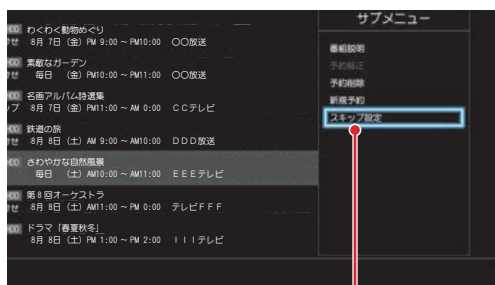 わくわく動物めぐり
8月 7日 (金) PM 9:00 ~ PM10:00 〇〇放送
素敵なガーデン
毎日 (金) PM10:00 ~ PM11:00 〇〇放送
名画アルバム詩選集
8月 7日 (金) PM11:00 ~ AM 0:00 CCテレビ
鉄道の旅
8月 8日 (土) AM 9:00 ~ AM10:00 DDD放送
さわやかな自然風景
毎日 (土) AM10:00 ~ AM11:00 EEEテレビ
第8回オーケストラ
8月 8日 (土) AM11:00 ~ PM 0:00 テレビFFF
ドラマ「春夏秋冬」
8月 8日 (土) PM 1:00 ~ PM 2:00 IIIテレビ
サブメニュー
番組説明
予約修正
予約削除
新規予約
スキップ設定